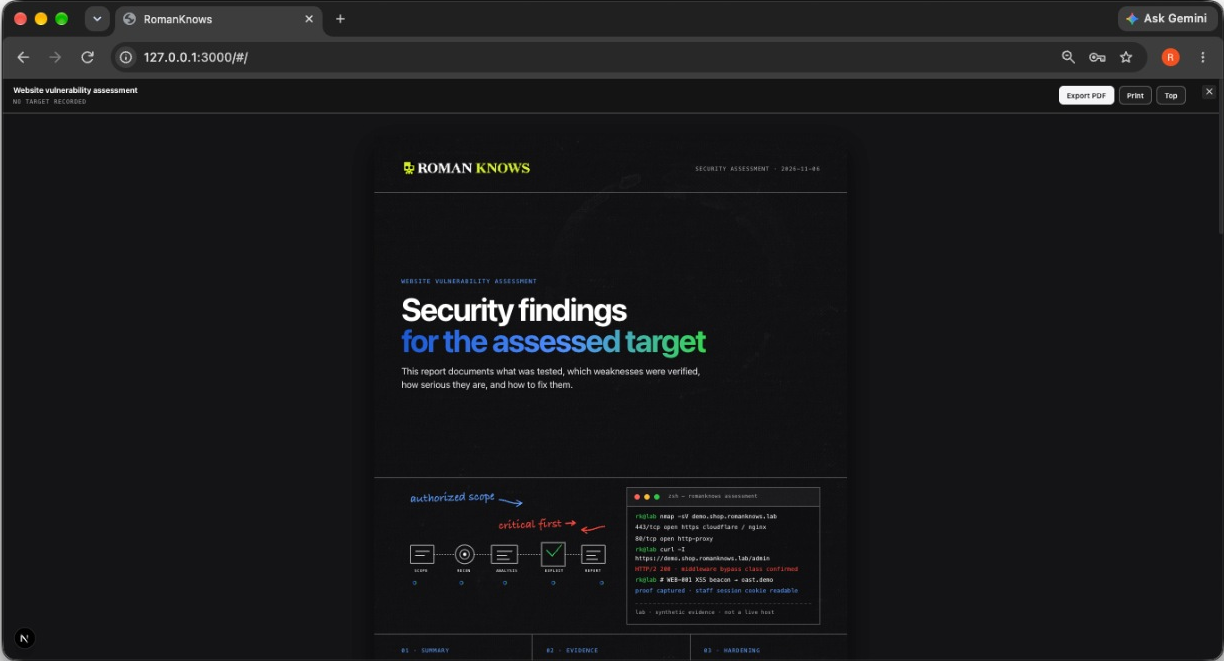 RomanKnows
Ask Gemini
127.0.0.1:3000/#/
R
Website vulnerability assessment
NO TARGET RECORDED
Export PDF
Print
Top
ROMAN KNOWS
SECURITY ASSESSMENT · 2026-11-06
WEBSITE VULNERABILITY ASSESSMENT
Security findings
for the assessed target
This report documents what was tested, which weaknesses were verified,
how serious they are, and how to fix them.
authorized scope
critical first
SCOPE
RECON
ANALYSIS
EXPLOIT
REPORT
zsh — romanknows assessment
rk@lab nmap -sV demo.shop.romanknows.lab
443/tcp open https cloudflare / nginx
80/tcp open http-proxy
rk@lab curl -I
https://demo.shop.romanknows.lab/admin
HTTP/2 200 · middleware bypass class confirmed
rk@lab # WEB-001 XSS beacon → oast.demo
proof captured · staff session cookie readable
lab · synthetic evidence · not a live host
N
01 · SUMMARY
02 · EVIDENCE
03 · HARDENING